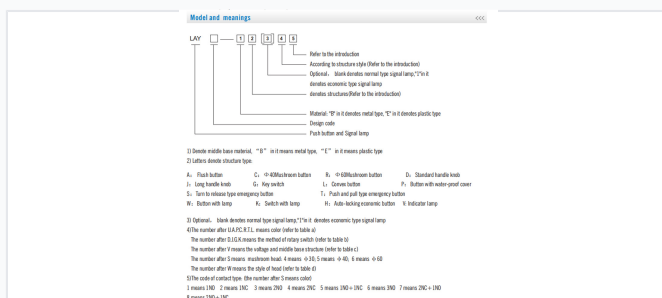 Model and meanings <<<
LAY □ — 1 2 [3] 4 5
Refer to the introduction
According to structure style (Refer to the introduction)
Optional, blank denotes normal type signal lamp,"J"in it
denotes economic type signal lamp
denotes structures(Refer to the introduction)
Material: "B" in it denotes metal type, "E" in it denotes plastic type
Design code
Push button and Signal lamp
1) Denote middle base material, "B" in it means metal type, "E" in it means plastic type
2) Letters denote structure type:
A: Flush button C: Φ40Mushroom button R: Φ60Mushroom button D: Standard handle knob
J: Long handle knob G: Key switch L: Convex button P: Button with water-proof cover
S: Turn to release type emergency button T: Push and pull type emergency button
W: Button with lamp K: Switch with lamp H: Auto-locking economic button V: Indicator lamp
3) Optional, blank denotes normal type signal lamp,"J"in it denotes economic type signal lamp
4)The number after U.A.P.C.R.T.L. means color (refer to table a)
The number after D.J.G.K.means the method of rotary switch (refer to table b)
The number after V means the voltage and middle base structure (refer to table c)
The number after S means mushroom head: 4 means Φ30; 5 means Φ40; 6 means Φ60
The number after W means the style of head (refer to table d)
5)The code of contact type: (the number after S means color)
1 means 1NO 2 means 1NC 3 means 2NO 4 means 2NC 5 means 1NO+1NC 6 means 3NO 7 means 2NC+1NO
8 means 2NO+1NC